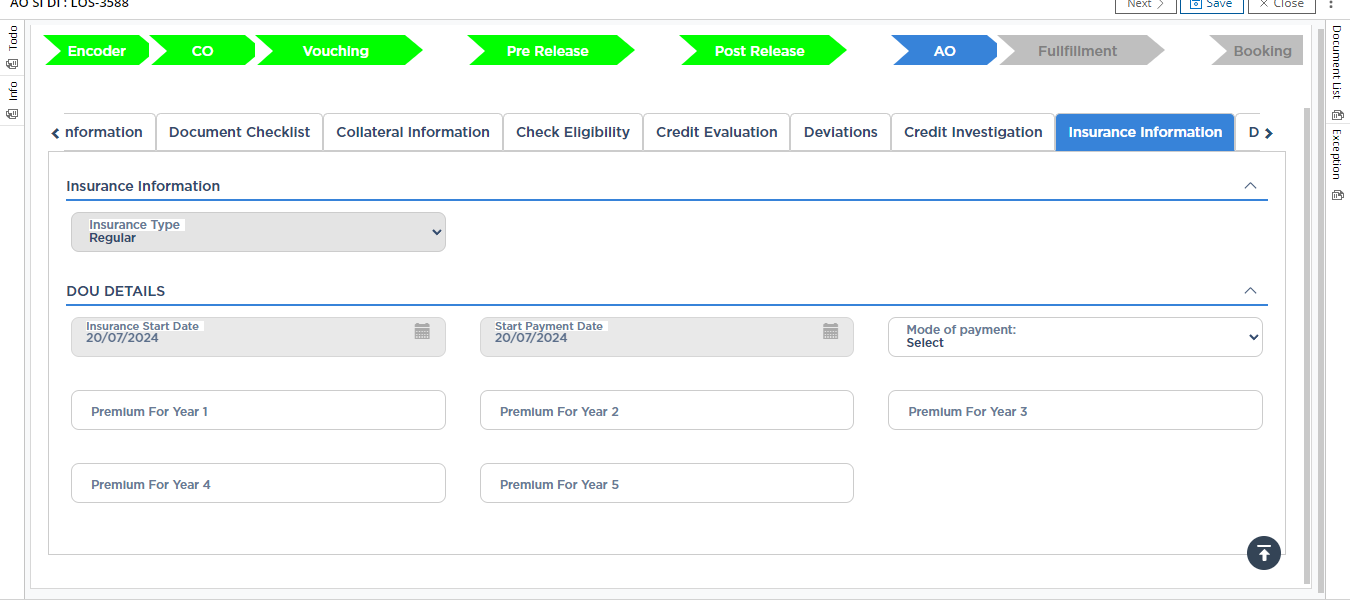 AO SI DI : LOS-3588
Next
Save
Close
Todo
Info
Encoder
CO
Vouching
Pre Release
Post Release
AO
Fullfillment
Booking
nformation
Document Checklist
Collateral Information
Check Eligibility
Credit Evaluation
Deviations
Credit Investigation
Insurance Information
D
Insurance Information
Insurance Type
Regular
DOU DETAILS
Insurance Start Date
20/07/2024
Start Payment Date
20/07/2024
Mode of payment:
Select
Premium For Year 1
Premium For Year 2
Premium For Year 3
Premium For Year 4
Premium For Year 5
Document List
Exception